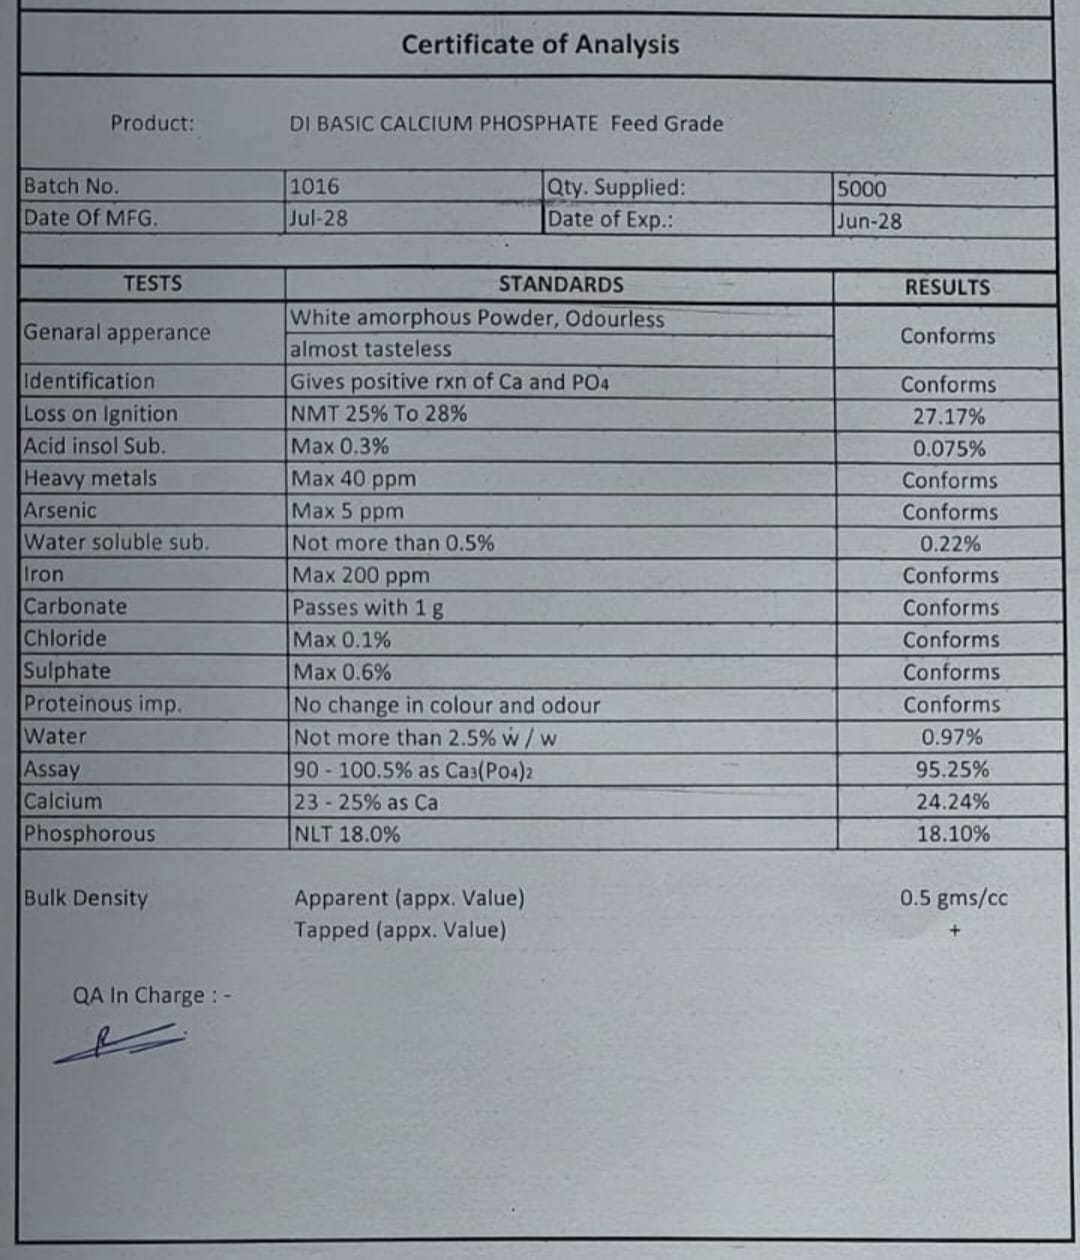 Certificate of Analysis
Product: DI BASIC CALCIUM PHOSPHATE Feed Grade
Batch No. 1016 Qty. Supplied: 5000
Date Of MFG. Jul-28 Date of Exp.: Jun-28
TESTS STANDARDS RESULTS
Genaral apperance White amorphous Powder, Odourless Conforms
almost tasteless
Identification Gives positive rxn of Ca and PO4 Conforms
Loss on Ignition NMT 25% To 28% 27.17%
Acid insol Sub. Max 0.3% 0.075%
Heavy metals Max 40 ppm Conforms
Arsenic Max 5 ppm Conforms
Water soluble sub. Not more than 0.5% 0.22%
Iron Max 200 ppm Conforms
Carbonate Passes with 1 g Conforms
Chloride Max 0.1% Conforms
Sulphate Max 0.6% Conforms
Proteinous imp. No change in colour and odour Conforms
Water Not more than 2.5% w / w 0.97%
Assay 90 - 100.5% as Ca3(Po4)2 95.25%
Calcium 23 - 25% as Ca 24.24%
Phosphorous NLT 18.0% 18.10%
Bulk Density Apparent (appx. Value) 0.5 gms/cc
Tapped (appx. Value) +
QA In Charge : -